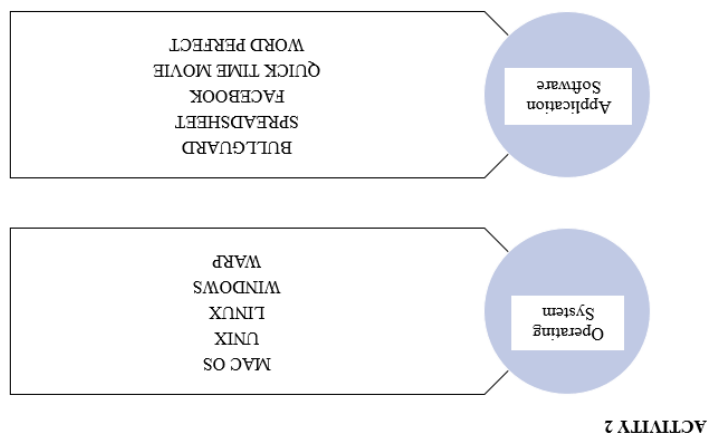 ACTIVITY 2
Operating
System
MAC OS
UNIX
LINUX
WINDOWS
WARP
Application
Software
BULLGUARD
SPREADSHEET
FACEBOOK
QUICK TIME MOVIE
WORD PERFECT